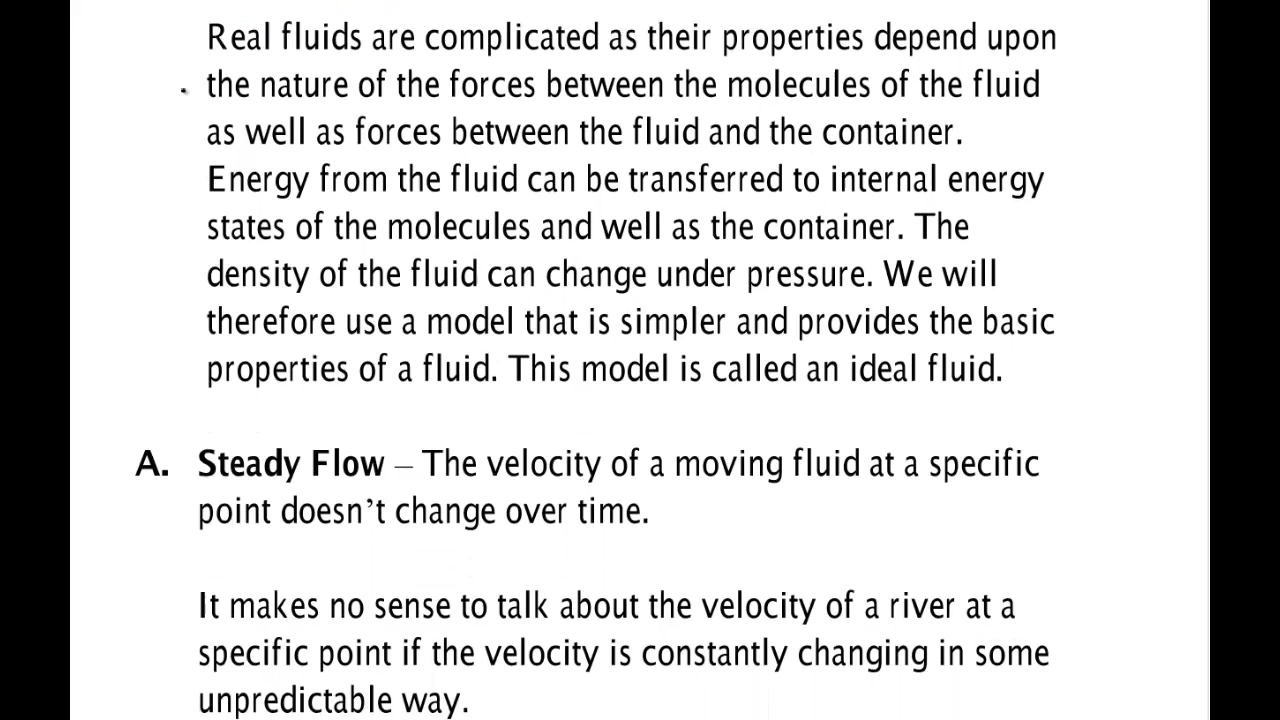 Real fluids are complicated as their properties depend upon
the nature of the forces between the molecules of the fluid
as well as forces between the fluid and the container.
Energy from the fluid can be transferred to internal energy
states of the molecules and well as the container. The
density of the fluid can change under pressure. We will
therefore use a model that is simpler and provides the basic
properties of a fluid. This model is called an ideal fluid.
A. Steady Flow – The velocity of a moving fluid at a specific
point doesn’t change over time.
It makes no sense to talk about the velocity of a river at a
specific point if the velocity is constantly changing in some
unpredictable way.